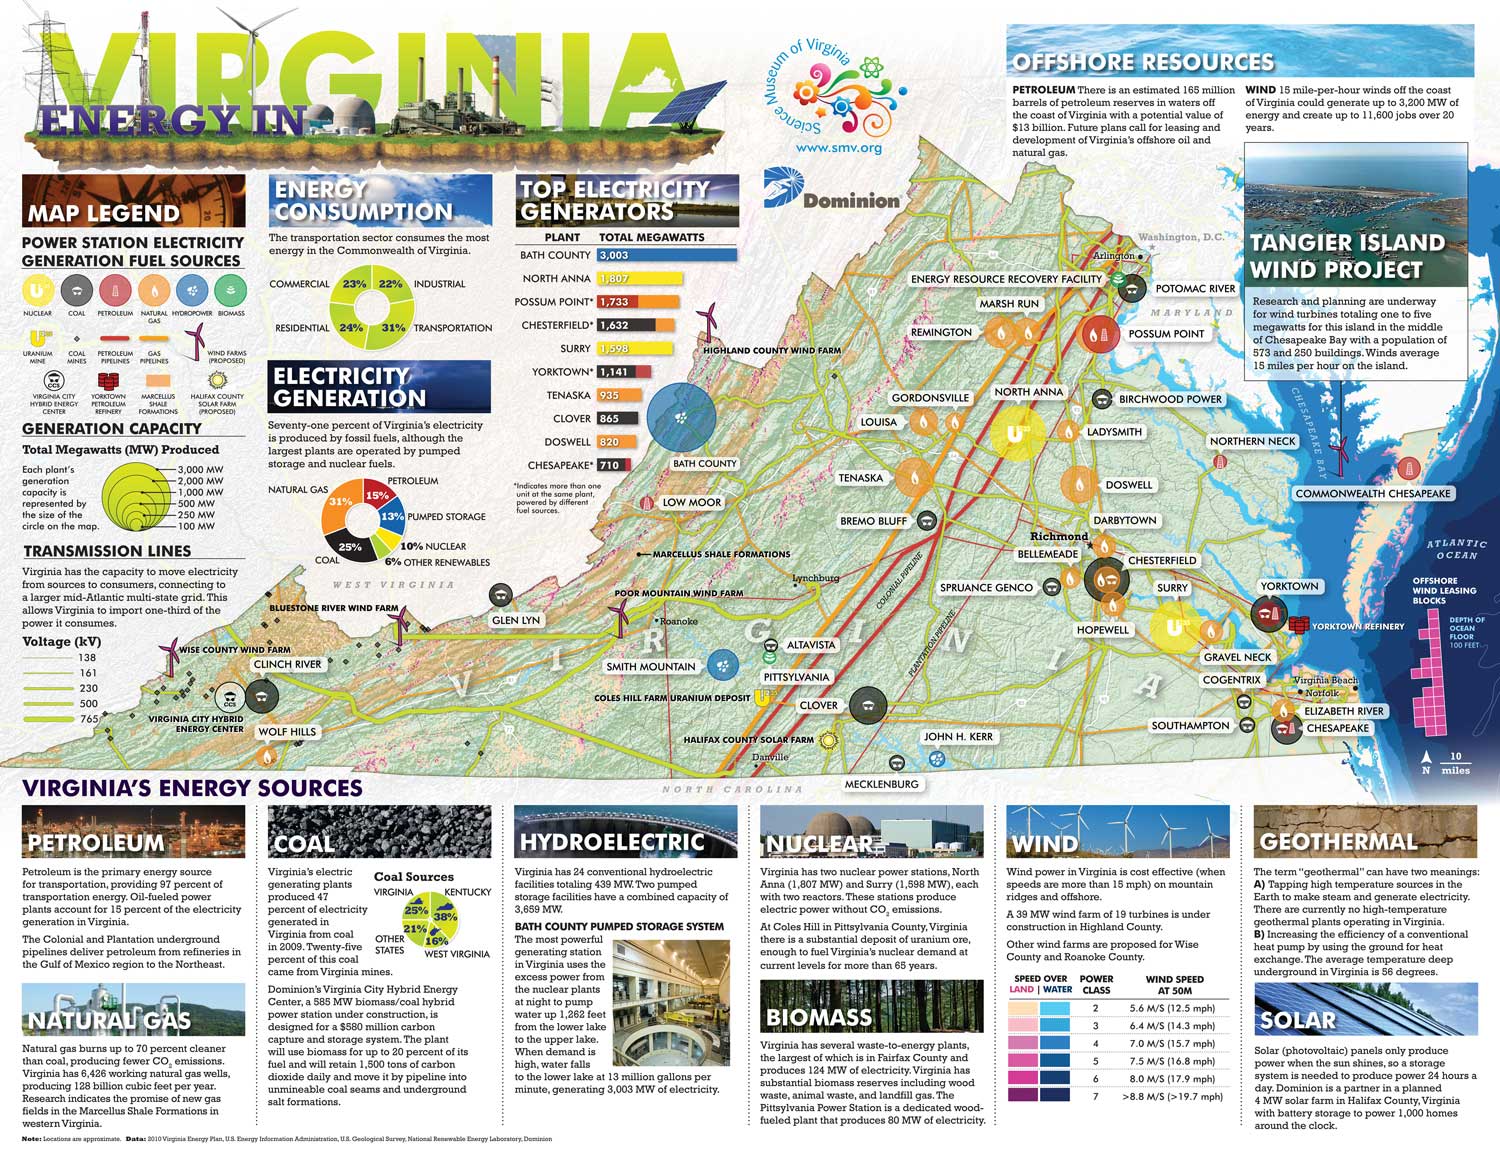 VIRGINIA
ENERGY IN
Science Museum of Virginia
www.smv.org
Dominion
OFFSHORE RESOURCES
PETROLEUM There is an estimated 165 million
barrels of petroleum reserves in waters off
the coast of Virginia with a potential value of
$13 billion. Future plans call for leasing and
development of Virginia's offshore oil and
natural gas.
WIND 15 mile-per-hour winds off the coast
of Virginia could generate up to 3,200 MW of
energy and create up to 11,600 jobs over 20
years.
TANGIER ISLAND
WIND PROJECT
Research and planning are underway
for wind turbines totaling one to five
megawatts for this island in the middle
of Chesapeake Bay with a population of
573 and 250 buildings. Winds average
15 miles per hour on the island.
MAP LEGEND
POWER STATION ELECTRICITY
GENERATION FUEL SOURCES
NUCLEAR
COAL
PETROLEUM
NATURAL
GAS
HYDROPOWER
BIOMASS
URANIUM
MINE
COAL
MINES
PETROLEUM
PIPELINES
GAS
PIPELINES
WIND FARMS
(PROPOSED)
CCS
VIRGINIA CITY
HYBRID ENERGY
CENTER
YORKTOWN
PETROLEUM
REFINERY
MARCELLUS
SHALE
FORMATIONS
HALIFAX COUNTY
SOLAR FARM
(PROPOSED)
GENERATION CAPACITY
Total Megawatts (MW) Produced
Each plant's
generation
capacity is
represented by
the size of the
circle on the map.
3,000 MW
2,000 MW
1,000 MW
500 MW
250 MW
100 MW
TRANSMISSION LINES
Virginia has the capacity to move electricity
from sources to consumers, connecting to
a larger mid-Atlantic multi-state grid. This
allows Virginia to import one-third of the
power it consumes.
Voltage (kV)
138
161
230
500
765
ENERGY
CONSUMPTION
The transportation sector consumes the most
energy in the Commonwealth of Virginia.
COMMERCIAL 23% 22% INDUSTRIAL
RESIDENTIAL 24% 31% TRANSPORTATION
ELECTRICITY
GENERATION
Seventy-one percent of Virginia's electricity
is produced by fossil fuels, although the
largest plants are operated by pumped
storage and nuclear fuels.
NATURAL GAS 31%
15% PETROLEUM
13% PUMPED STORAGE
10% NUCLEAR
6% OTHER RENEWABLES
COAL 25%
TOP ELECTRICITY
GENERATORS
PLANT TOTAL MEGAWATTS
BATH COUNTY 3,003
NORTH ANNA 1,807
POSSUM POINT* 1,733
CHESTERFIELD* 1,632
SURRY 1,598
YORKTOWN* 1,141
TENASKA 935
CLOVER 865
DOSWELL 820
CHESAPEAKE* 710
*Indicates more than one
unit at the same plant,
powered by different
fuel sources.
Washington, D.C.
Arlington
ENERGY RESOURCE RECOVERY FACILITY
POTOMAC RIVER
MARYLAND
MARSH RUN
REMINGTON
POSSUM POINT
HIGHLAND COUNTY WIND FARM
BATH COUNTY
GORDONSVILLE
NORTH ANNA
BIRCHWOOD POWER
LOUISA
LADYSMITH
NORTHERN NECK
CHESAPEAKE BAY
COMMONWEALTH CHESAPEAKE
TENASKA
DOSWELL
LOW MOOR
BREMO BLUFF
DARBYTOWN
Richmond
BELLEMEADE
CHESTERFIELD
ATLANTIC
OCEAN
MARCELLUS SHALE FORMATIONS
WEST VIRGINIA
Lynchburg
COLONIAL PIPELINE
PLANTATION PIPELINE
SPRUANCE GENCO
SURRY
YORKTOWN
OFFSHORE
WIND LEASING
BLOCKS
DEPTH OF
OCEAN
FLOOR
100 FEET
GLEN LYN
POOR MOUNTAIN WIND FARM
BLUESTONE RIVER WIND FARM
Roanoke
HOPEWELL
YORKTOWN REFINERY
GRAVEL NECK
VIRGINIA
WISE COUNTY WIND FARM
CLINCH RIVER
ALTAVISTA
SMITH MOUNTAIN
PITTSYLVANIA
COGENTRIX
Virginia Beach
Norfolk
CCS
COLES HILL FARM URANIUM DEPOSIT
CLOVER
ELIZABETH RIVER
SOUTHAMPTON
CHESAPEAKE
VIRGINIA CITY HYBRID
ENERGY CENTER
WOLF HILLS
HALIFAX COUNTY SOLAR FARM
JOHN H. KERR
Danville
MECKLENBURG
NORTH CAROLINA
N
10
miles
VIRGINIA'S ENERGY SOURCES
PETROLEUM
Petroleum is the primary energy source
for transportation, providing 97 percent of
transportation energy. Oil-fueled power
plants account for 15 percent of the electricity
generation in Virginia.
The Colonial and Plantation underground
pipelines deliver petroleum from refineries in
the Gulf of Mexico region to the Northeast.
NATURAL GAS
Natural gas burns up to 70 percent cleaner
than coal, producing fewer CO2 emissions.
Virginia has 6,426 working natural gas wells,
producing 128 billion cubic feet per year.
Research indicates the promise of new gas
fields in the Marcellus Shale Formations in
western Virginia.
COAL
Virginia's electric
generating plants
produced 47
percent of electricity
generated in
Virginia from coal
in 2009. Twenty-five
percent of this coal
came from Virginia mines.
Coal Sources
VIRGINIA 25%
KENTUCKY 38%
OTHER
STATES 21%
16% WEST VIRGINIA
Dominion's Virginia City Hybrid Energy
Center, a 585 MW biomass/coal hybrid
power station under construction, is
designed for a $580 million carbon
capture and storage system. The plant
will use biomass for up to 20 percent of its
fuel and will retain 1,500 tons of carbon
dioxide daily and move it by pipeline into
unmineable coal seams and underground
salt formations.
HYDROELECTRIC
Virginia has 24 conventional hydroelectric
facilities totaling 439 MW. Two pumped
storage facilities have a combined capacity of
3,659 MW.
BATH COUNTY PUMPED STORAGE SYSTEM
The most powerful
generating station
in Virginia uses the
excess power from
the nuclear plants
at night to pump
water up 1,262 feet
from the lower lake
to the upper lake.
When demand is
high, water falls
to the lower lake at 13 million gallons per
minute, generating 3,003 MW of electricity.
NUCLEAR
Virginia has two nuclear power stations, North
Anna (1,807 MW) and Surry (1,598 MW), each
with two reactors. These stations produce
electric power without CO2 emissions.
At Coles Hill in Pittsylvania County, Virginia
there is a substantial deposit of uranium ore,
enough to fuel Virginia's nuclear demand at
current levels for more than 65 years.
BIOMASS
Virginia has several waste-to-energy plants,
the largest of which is in Fairfax County and
produces 124 MW of electricity. Virginia has
substantial biomass reserves including wood
waste, animal waste, and landfill gas. The
Pittsylvania Power Station is a dedicated wood-
fueled plant that produces 80 MW of electricity.
WIND
Wind power in Virginia is cost effective (when
speeds are more than 15 mph) on mountain
ridges and offshore.
A 39 MW wind farm of 19 turbines is under
construction in Highland County.
Other wind farms are proposed for Wise
County and Roanoke County.
SPEED OVER
LAND | WATER
POWER
CLASS
WIND SPEED
AT 50M
2 5.6 M/S (12.5 mph)
3 6.4 M/S (14.3 mph)
4 7.0 M/S (15.7 mph)
5 7.5 M/S (16.8 mph)
6 8.0 M/S (17.9 mph)
7 >8.8 M/S (>19.7 mph)
GEOTHERMAL
The term "geothermal" can have two meanings:
A) Tapping high temperature sources in the
Earth to make steam and generate electricity.
There are currently no high-temperature
geothermal plants operating in Virginia.
B) Increasing the efficiency of a conventional
heat pump by using the ground for heat
exchange. The average temperature deep
underground in Virginia is 56 degrees.
SOLAR
Solar (photovoltaic) panels only produce
power when the sun shines, so a storage
system is needed to produce power 24 hours a
day. Dominion is a partner in a planned
4 MW solar farm in Halifax County, Virginia
with battery storage to power 1,000 homes
around the clock.
Note: Locations are approximate. Data: 2010 Virginia Energy Plan, U.S. Energy Information Administration, U.S. Geological Survey, National Renewable Energy Laboratory, Dominion